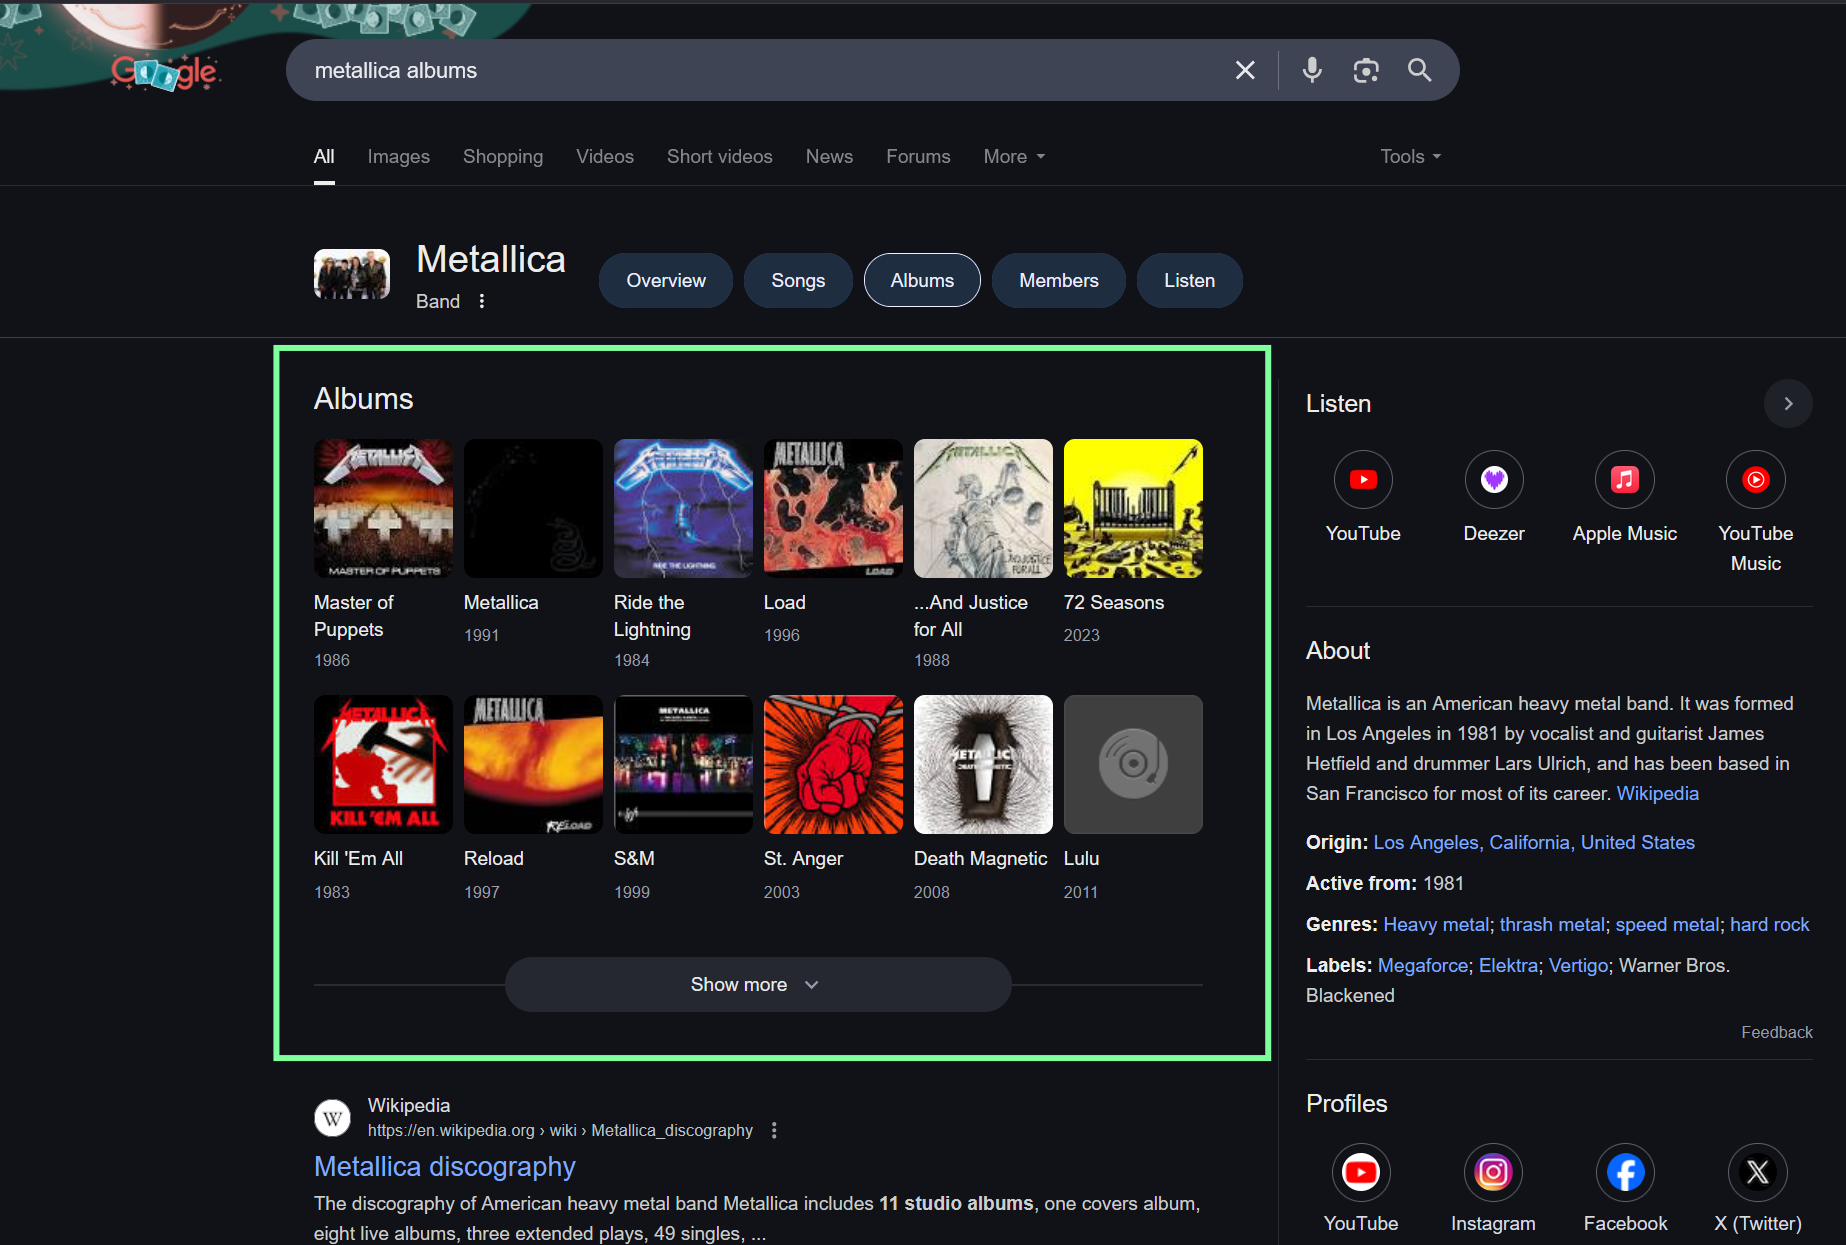 Google
metallica albums
All Images Shopping Videos Short videos News Forums More Tools
Metallica
Band
Overview Songs Albums Members Listen
Albums
METALLICA
MASTER OF PUPPETS
METALLICA
RIDE THE LIGHTNING
METALLICA
LOAD
METALLICA
...AND JUSTICE
FOR ALL
Master of
Puppets
1986
Metallica
1991
Ride the
Lightning
1984
Load
1996
...And Justice
for All
1988
72 Seasons
2023
METALLICA
KILL 'EM ALL
METALLICA
RELOAD
METALLICA
METALLICA
DEATH MAGNETIC
Kill 'Em All
1983
Reload
1997
S&M
1999
St. Anger
2003
Death Magnetic
2008
Lulu
2011
Show more
W
Wikipedia
https://en.wikipedia.org › wiki › Metallica_discography
Metallica discography
The discography of American heavy metal band Metallica includes 11 studio albums, one covers album,
eight live albums, three extended plays, 49 singles, ...
Listen
YouTube
Deezer
Apple Music
YouTube
Music
About
Metallica is an American heavy metal band. It was formed
in Los Angeles in 1981 by vocalist and guitarist James
Hetfield and drummer Lars Ulrich, and has been based in
San Francisco for most of its career. Wikipedia
Origin: Los Angeles, California, United States
Active from: 1981
Genres: Heavy metal; thrash metal; speed metal; hard rock
Labels: Megaforce; Elektra; Vertigo; Warner Bros.
Blackened
Feedback
Profiles
YouTube
Instagram
Facebook
X (Twitter)